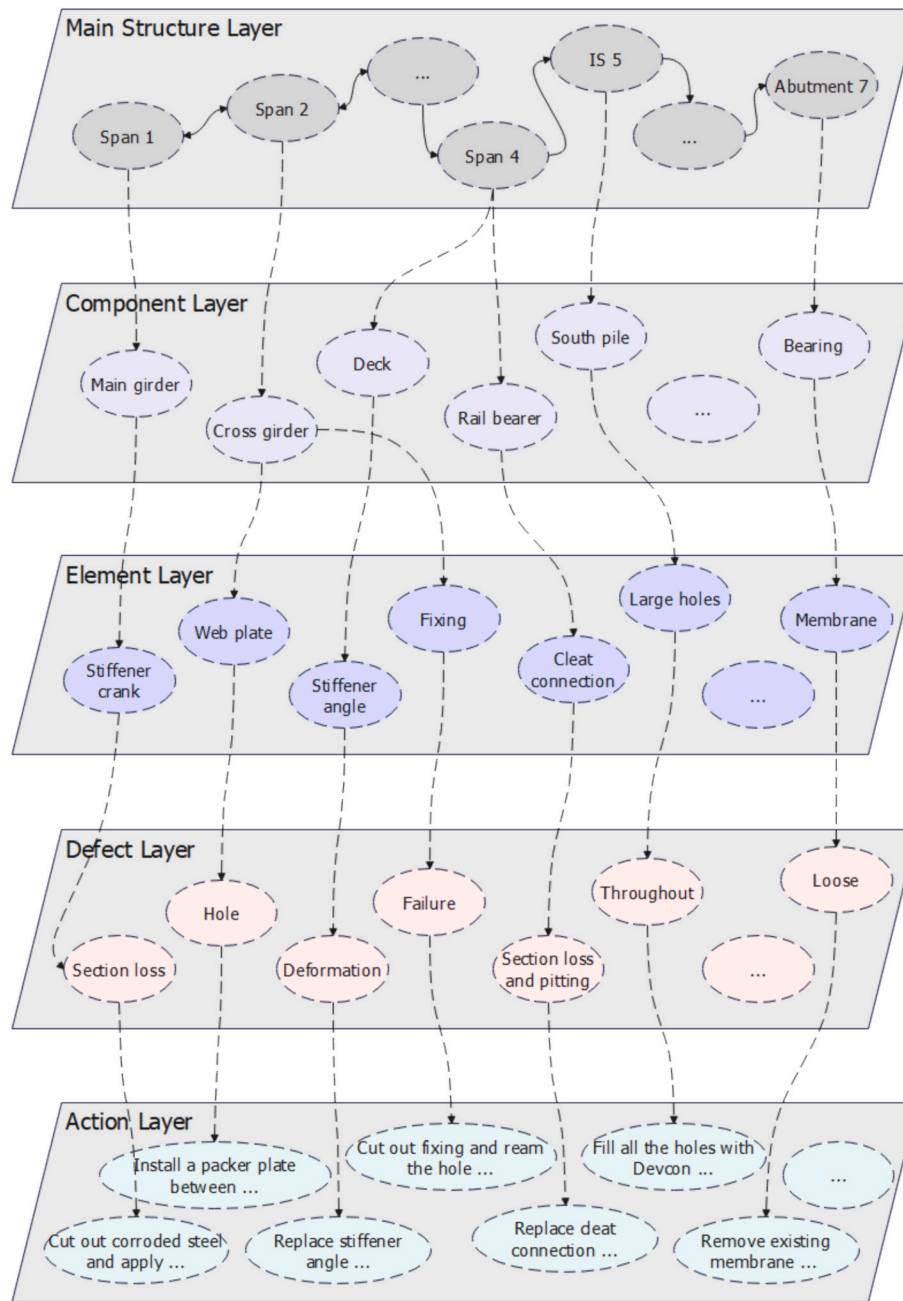 Main Structure Layer
Span 1
Span 2
...
Span 4
IS 5
...
Abutment 7
Component Layer
Main girder
Cross girder
Deck
Rail bearer
South pile
...
Bearing
Element Layer
Stiffener
crank
Web plate
Stiffener
angle
Fixing
Cleat
connection
Large holes
...
Membrane
Defect Layer
Section loss
Hole
Deformation
Failure
Section loss
and pitting
Throughout
...
Loose
Action Layer
Install a packer plate
between ...
Cut out fixing and ream
the hole ...
Fill all the holes with
Devcon ...
...
Cut out corroded steel
and apply ...
Replace stiffener
angle ...
Replace cleat
connection ...
Remove existing
membrane ...